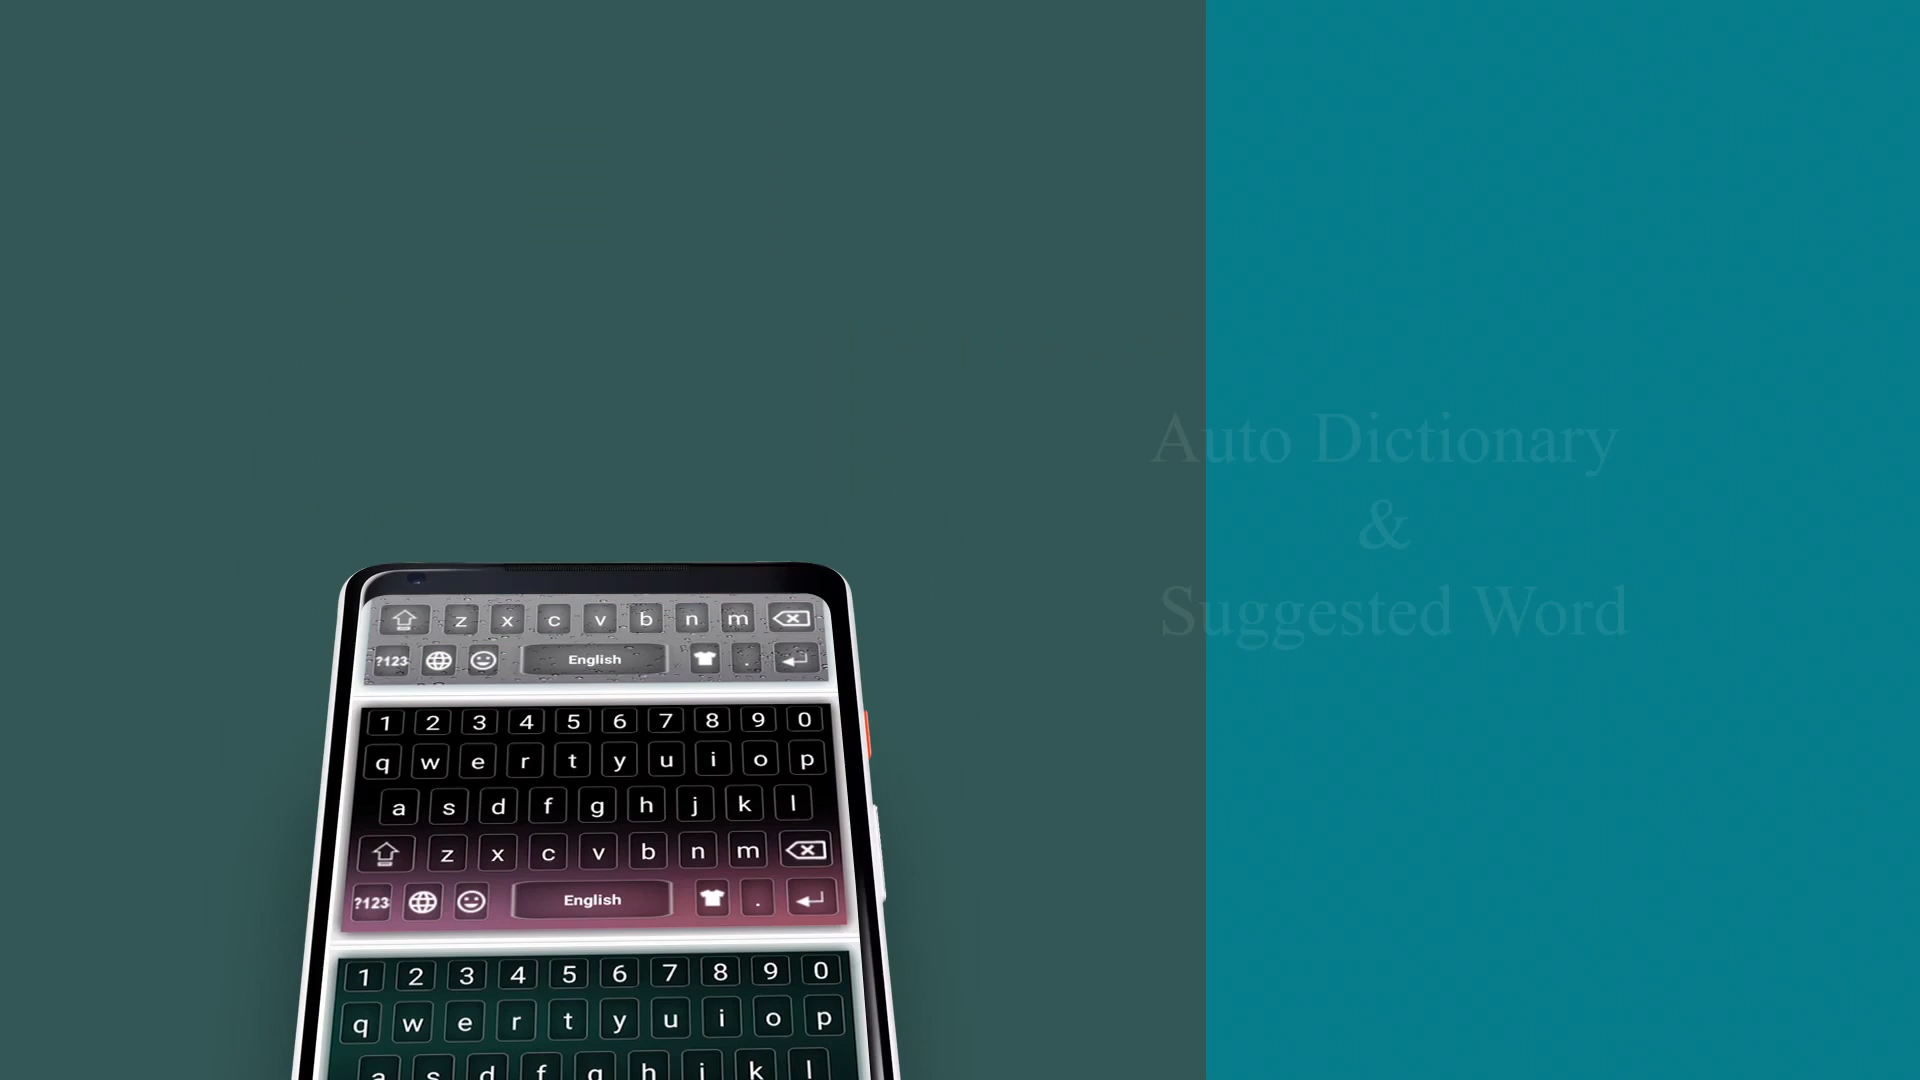 Auto Dictionary
&
Suggested Word
z x c v b n m
?123 English .
1 2 3 4 5 6 7 8 9 0
q w e r t y u i o p
a s d f g h j k l
z x c v b n m
?123 English .
1 2 3 4 5 6 7 8 9 0
q w e r t y u i o p
a s d f g h j k l